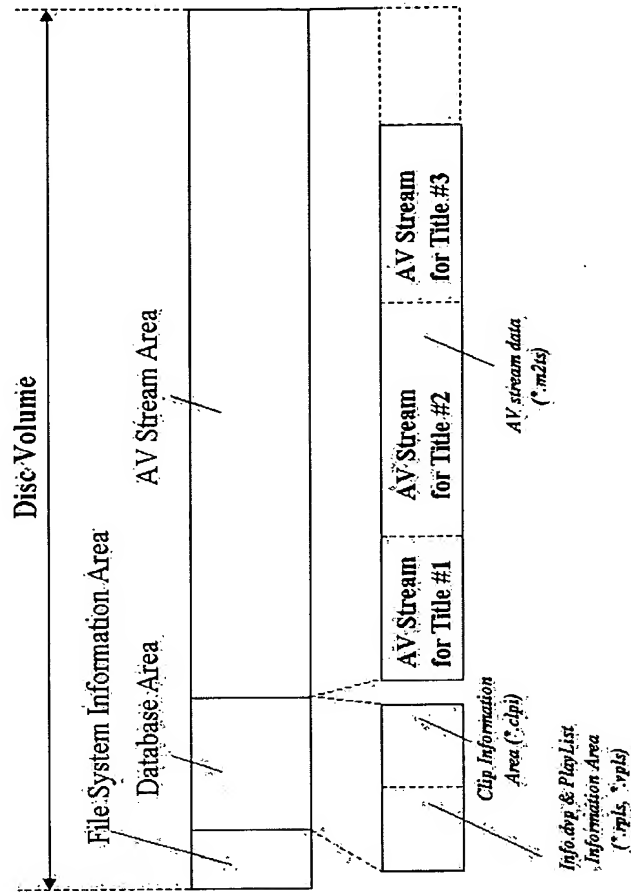 Disc Volume
File System Information Area
Database Area
AV Stream Area
AV Stream
for Title #1
AV Stream
for Title #2
AV Stream
for Title #3
Clip Information
Area (*.clpi)
Info.dvp & PlayList
Information Area
(*.rpls, *.vpls)
AV stream data
(*.m2ts)